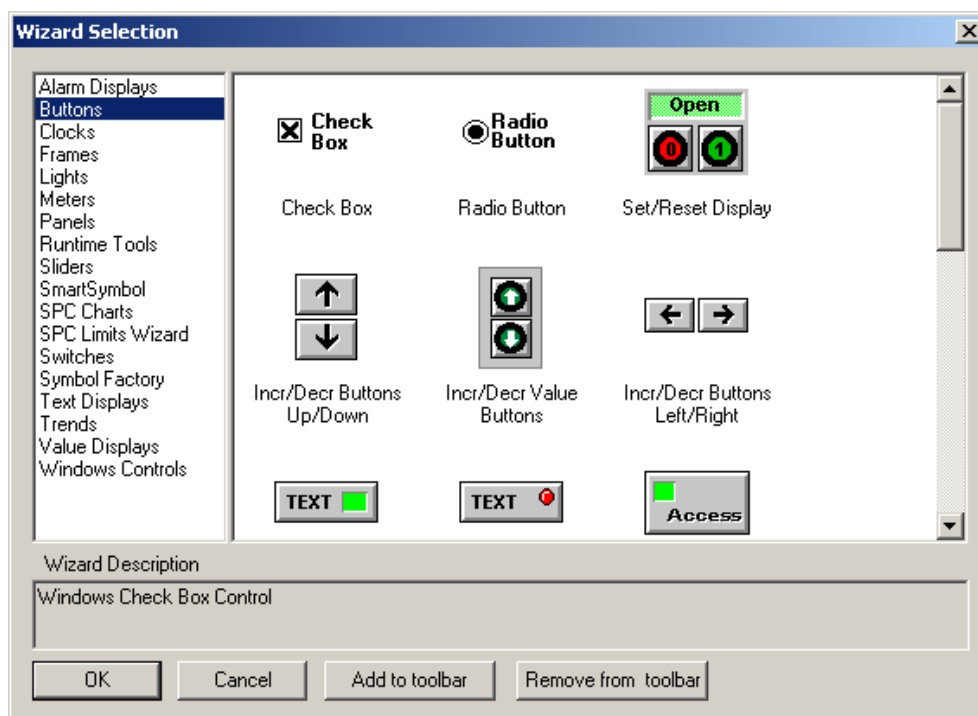 Wizard Selection
Alarm Displays
Buttons
Clocks
Frames
Lights
Meters
Panels
Runtime Tools
Sliders
SmartSymbol
SPC Charts
SPC Limits Wizard
Switches
Symbol Factory
Text Displays
Trends
Value Displays
Windows Controls
Check
Box
Check Box
Radio
Button
Radio Button
Open
0 1
Set/Reset Display
Incr/Decr Buttons
Up/Down
Incr/Decr Value
Buttons
Incr/Decr Buttons
Left/Right
TEXT
TEXT
Access
Wizard Description
Windows Check Box Control
OK
Cancel
Add to toolbar
Remove from toolbar